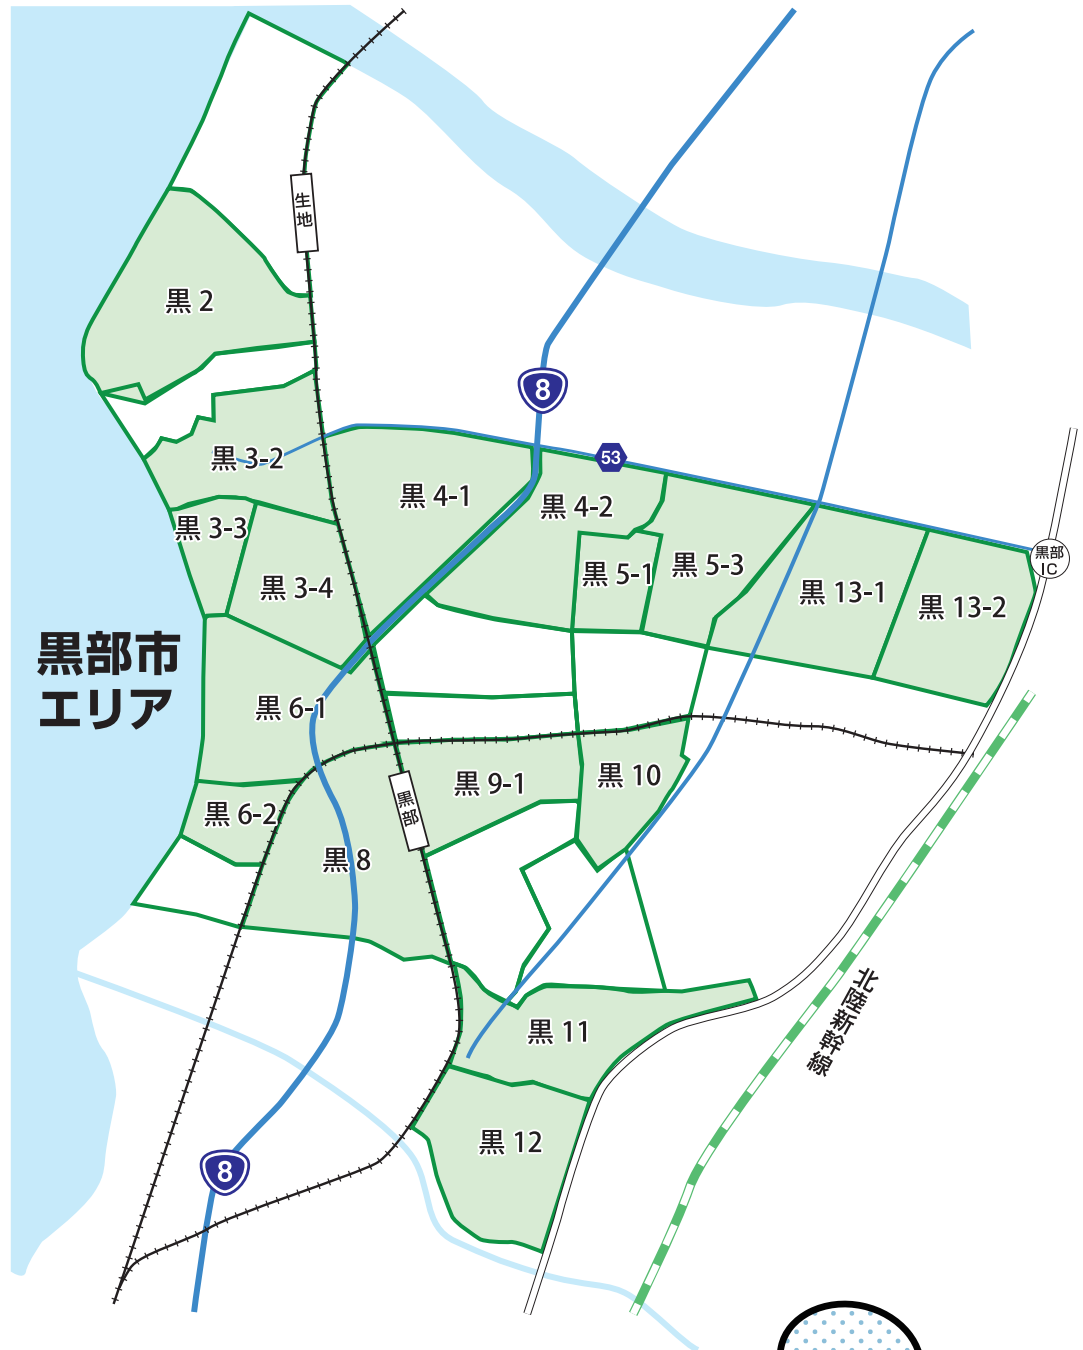 生地
黒 2
8
黒 3-2
53
黒 4-1
黒 4-2
黒 3-3
黒部
IC
黒 5-3
黒 5-1
黒 3-4
黒 13-1
黒 13-2
黒部市
エリア
黒 6-1
黒 10
黒 9-1
黒部
黒 6-2
黒 8
北陸新幹線
黒 11
黒 12
8